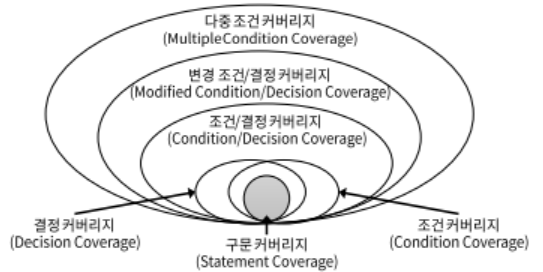 다중 조건 커버리지
(MultipleCondition Coverage)
변경 조건/결정 커버리지
(Modified Condition/Decision Coverage)
조건/결정 커버리지
(Condition/Decision Coverage)
결정 커버리지
(Decision Coverage)
구문 커버리지
(Statement Coverage)
조건 커버리지
(Condition Coverage)